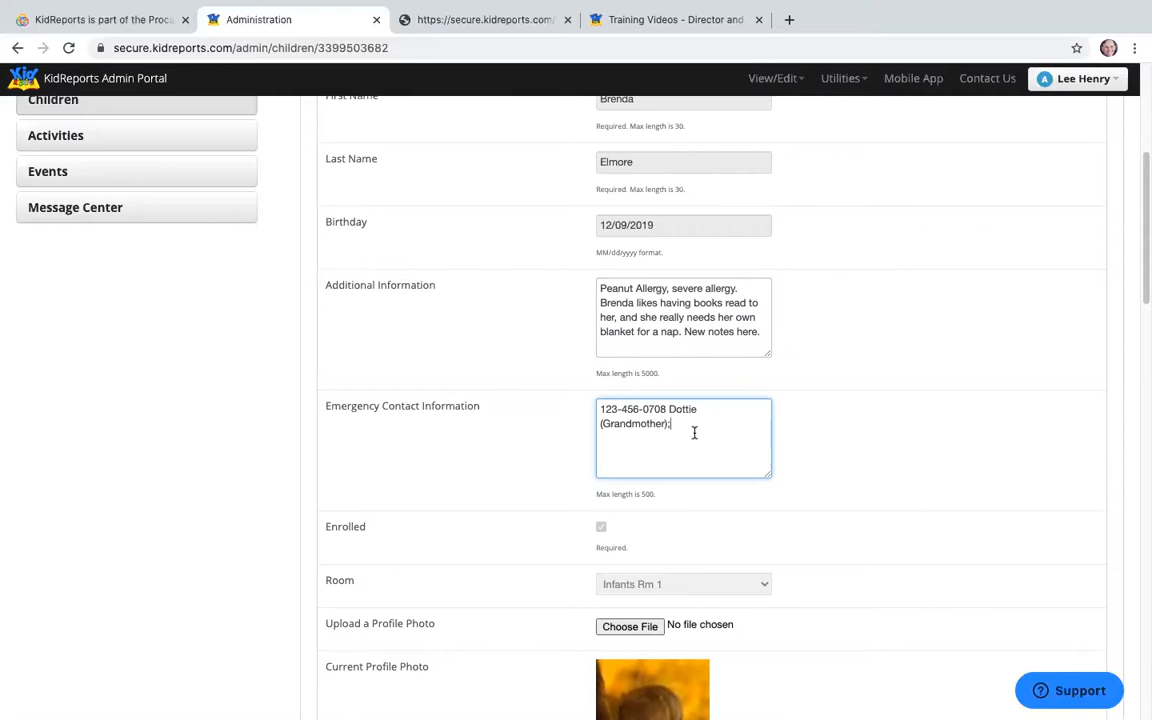 KidReports is part of the Proca
Administration
https://secure.kidreports.com/
Training Videos - Director and
secure.kidreports.com/admin/children/3399503682
KidReports Admin Portal
View/Edit
Utilities
Mobile App
Contact Us
A Lee Henry
Children
Activities
Events
Message Center
First Name
Brenda
Required. Max length is 30.
Last Name
Elmore
Required. Max length is 30.
Birthday
12/09/2019
MM/dd/yyyy format.
Additional Information
Peanut Allergy, severe allergy.
Brenda likes having books read to
her, and she really needs her own
blanket for a nap. New notes here.
Max length is 5000.
Emergency Contact Information
123-456-0708 Dottie
(Grandmother);
Max length is 500.
Enrolled
Required.
Room
Infants Rm 1
Upload a Profile Photo
Choose File No file chosen
Current Profile Photo
Support